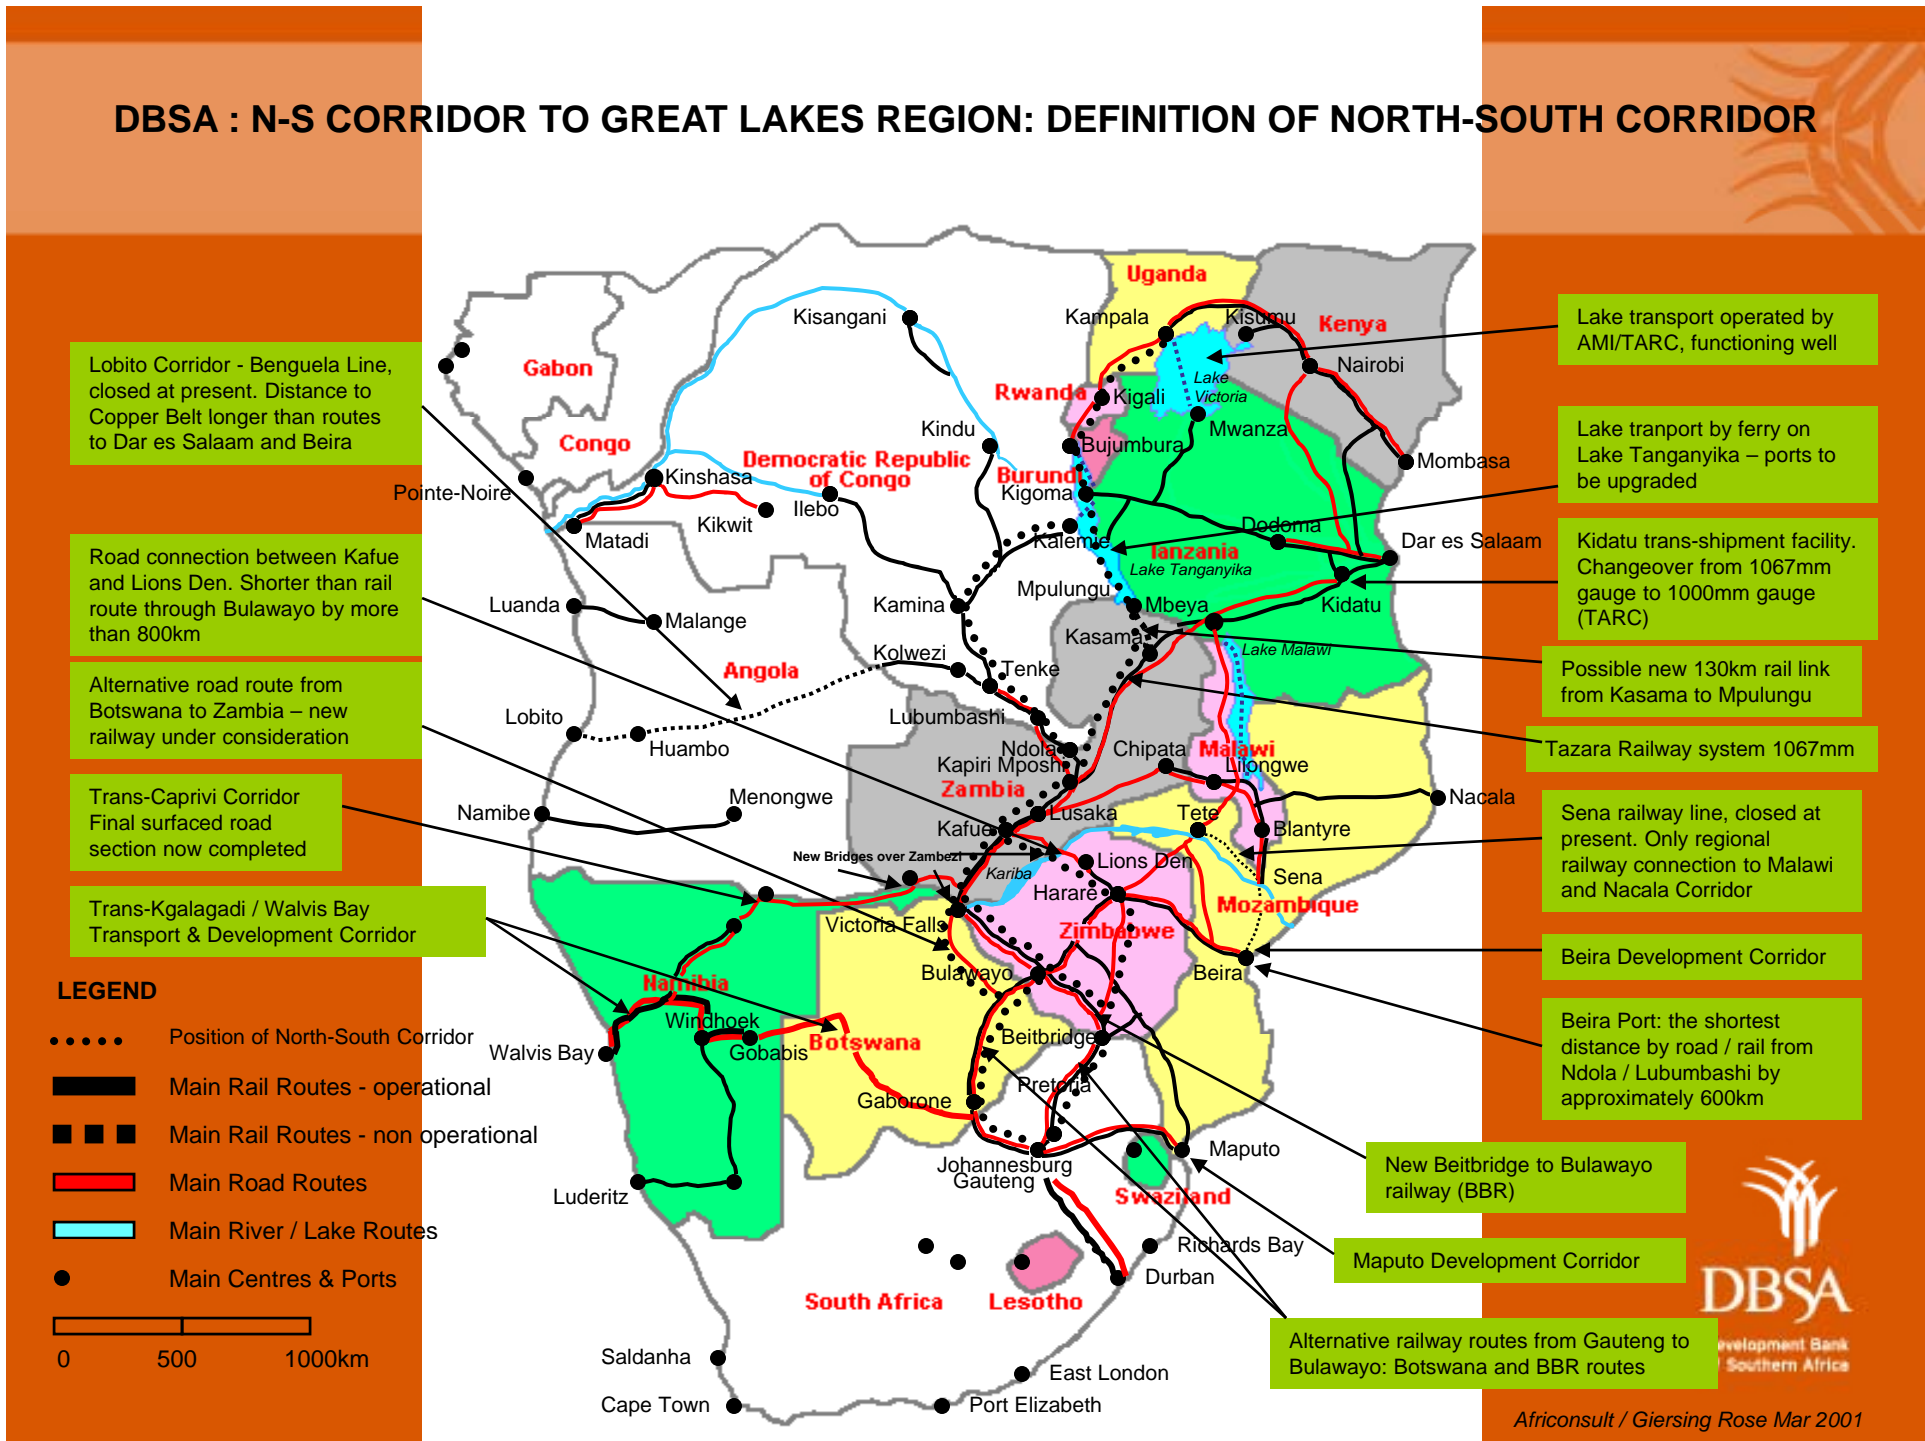 DBSA : N-S CORRIDOR TO GREAT LAKES REGION: DEFINITION OF NORTH-SOUTH CORRIDOR
Lobito Corridor - Benguela Line,
closed at present. Distance to
Copper Belt longer than routes
to Dar es Salaam and Beira
Road connection between Kafue
and Lions Den. Shorter than rail
route through Bulawayo by more
than 800km
Alternative road route from
Botswana to Zambia – new
railway under consideration
Trans-Caprivi Corridor
Final surfaced road
section now completed
Trans-Kgalagadi / Walvis Bay
Transport & Development Corridor
LEGEND
Position of North-South Corridor
Main Rail Routes - operational
Main Rail Routes - non operational
Main Road Routes
Main River / Lake Routes
Main Centres & Ports
0 500 1000km
Uganda
Kisangani
Kampala
Kisumu
Kenya
Gabon
Nairobi
Rwanda
Kigali
Lake
Victoria
Kindu
Mwanza
Congo
Bujumbura
Democratic Republic
of Congo
Mombasa
Kinshasa
Burundi
Pointe-Noire
Kigoma
Ilebo
Kikwit
Dodoma
Matadi
Kalemie
Tanzania
Dar es Salaam
Lake Tanganyika
Mpulungu
Luanda
Kamina
Mbeya
Kidatu
Malange
Kasama
Kolwezi
Lake Malawi
Angola
Tenke
Lobito
Lubumbashi
Huambo
Ndola
Chipata
Malawi
Kapiri Mposhi
Lilongwe
Zambia
Menongwe
Nacala
Namibe
Lusaka
Tete
Kafue
Blantyre
New Bridges over Zambezi
Lions Den
Kariba
Sena
Harare
Mozambique
Victoria Falls
Zimbabwe
Bulawayo
Beira
Namibia
Windhoek
Beitbridge
Walvis Bay
Gobabis
Botswana
Pretoria
Gaborone
Maputo
Johannesburg
Gauteng
Luderitz
Swaziland
Richards Bay
Durban
South Africa
Lesotho
Saldanha
East London
Cape Town
Port Elizabeth
Lake transport operated by
AMI/TARC, functioning well
Lake tranport by ferry on
Lake Tanganyika – ports to
be upgraded
Kidatu trans-shipment facility.
Changeover from 1067mm
gauge to 1000mm gauge
(TARC)
Possible new 130km rail link
from Kasama to Mpulungu
Tazara Railway system 1067mm
Sena railway line, closed at
present. Only regional
railway connection to Malawi
and Nacala Corridor
Beira Development Corridor
Beira Port: the shortest
distance by road / rail from
Ndola / Lubumbashi by
approximately 600km
New Beitbridge to Bulawayo
railway (BBR)
Maputo Development Corridor
Alternative railway routes from Gauteng to
Bulawayo: Botswana and BBR routes
DBSA
evelopment Bank
Southern Africa
Africonsult / Giersing Rose Mar 2001